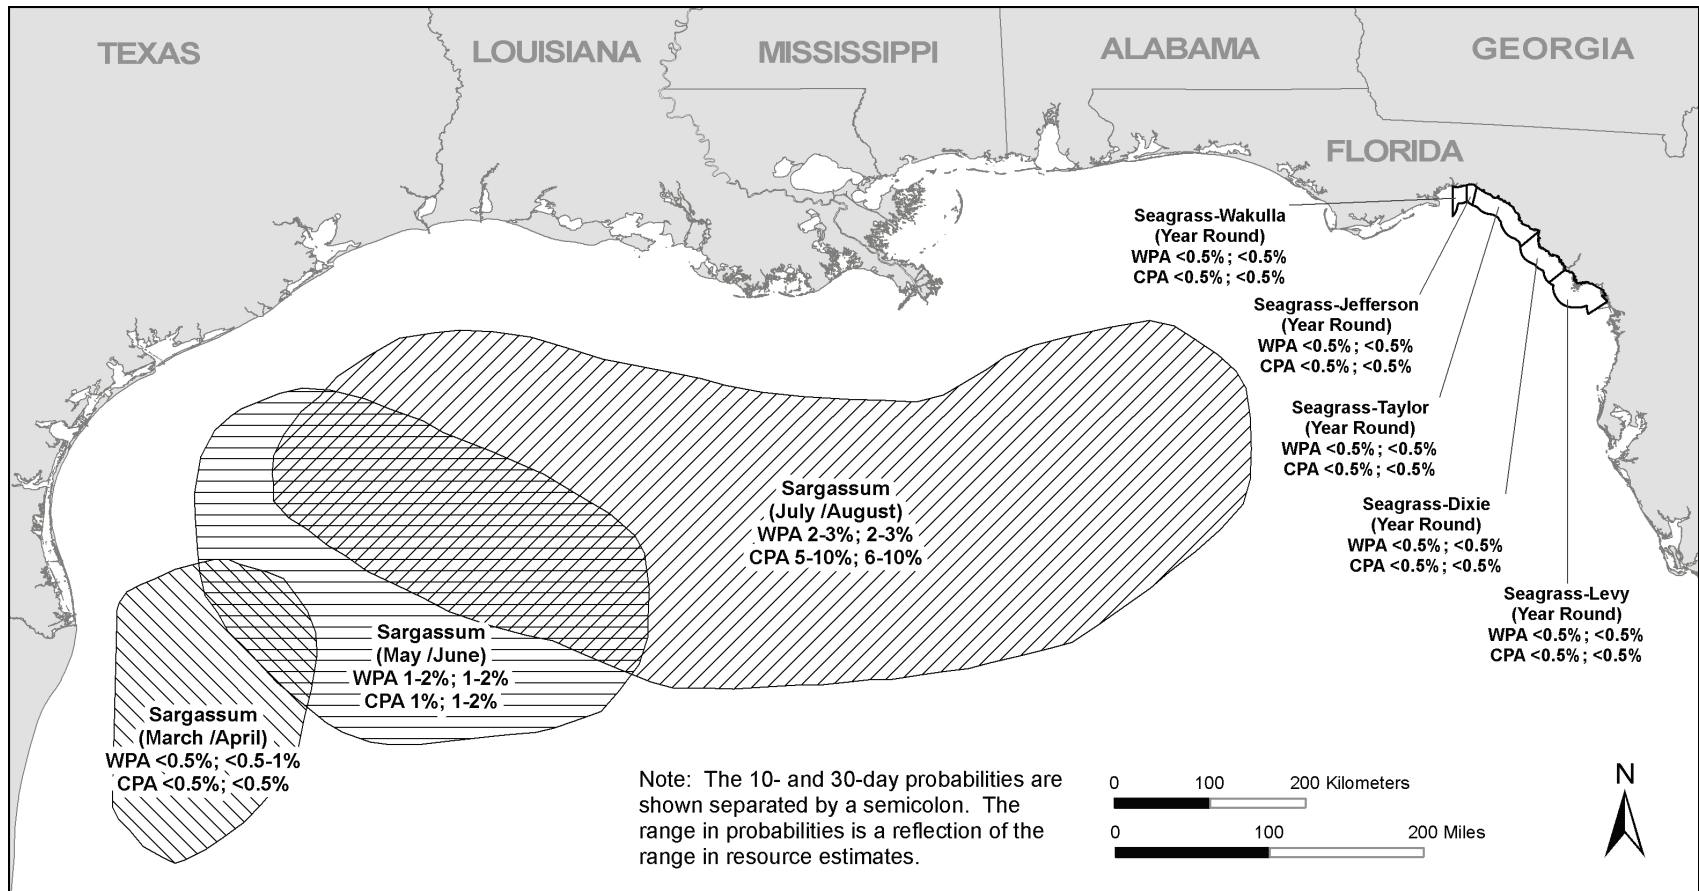 TEXAS
LOUISIANA
MISSISSIPPI
ALABAMA
GEORGIA
FLORIDA
Seagrass-Wakulla
(Year Round)
WPA <0.5% ; <0.5%
CPA <0.5% ; <0.5%
Seagrass-Jefferson
(Year Round)
WPA <0.5% ; <0.5%
CPA <0.5% ; <0.5%
Seagrass-Taylor
(Year Round)
WPA <0.5% ; <0.5%
CPA <0.5% ; <0.5%
Seagrass-Dixie
(Year Round)
WPA <0.5% ; <0.5%
CPA <0.5% ; <0.5%
Seagrass-Levy
(Year Round)
WPA <0.5% ; <0.5%
CPA <0.5% ; <0.5%
Sargassum
(July /August)
WPA 2-3%; 2-3%
CPA 5-10%; 6-10%
Sargassum
(May /June)
WPA 1-2%; 1-2%
CPA 1%; 1-2%
Sargassum
(March /April)
WPA <0.5%; <0.5-1%
CPA <0.5%; <0.5%
Note: The 10- and 30-day probabilities are
shown separated by a semicolon. The
range in probabilities is a reflection of the
range in resource estimates.
0 100 200 Kilometers
0 100 200 Miles
N